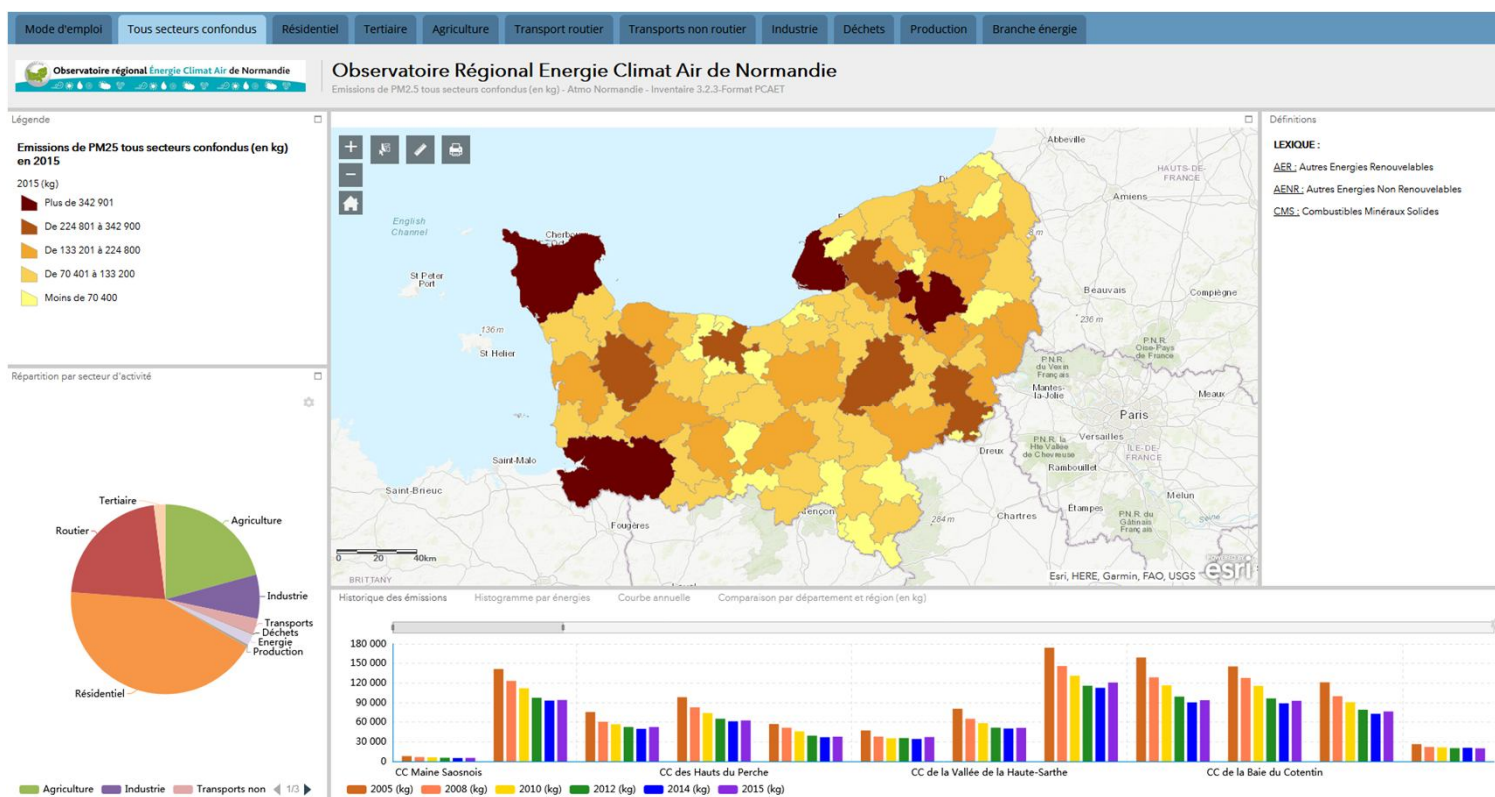 Mode d'emploi
Tous secteurs confondus
Résidentiel
Tertiaire
Agriculture
Transport routier
Transports non routier
Industrie
Déchets
Production
Branche énergie
Observatoire régional Énergie Climat Air de Normandie
Observatoire Régional Energie Climat Air de Normandie
Emissions de PM2.5 tous secteurs confondus (en kg) - Atmo Normandie - Inventaire 3.2.3-Format PCAET
Légende
Emissions de PM25 tous secteurs confondus (en kg)
en 2015
2015 (kg)
Plus de 342 901
De 224 801 à 342 900
De 133 201 à 224 800
De 70 401 à 133 200
Moins de 70 400
Répartition par secteur d'activité
Tertiaire
Routier
Agriculture
Industrie
Transports
Déchets
Energie
Production
Résidentiel
Agriculture
Industrie
Transports non
1/3
English
Channel
St Peter
Port
136 m
St Helier
Saint-Malo
Saint-Brieuc
Fougères
BRITTANY
0 20 40km
Abbeville
HAUTS-DE-
FRANCE
Amiens
Beauvais
Compiègne
236 m
P.N.R.
Oise-Pays
de France
P.N.R.
du Vexin
Français
Mantes-
la-Jolie
Meaux
Paris
P.N.R. la
Hte Vallée
de Chevreuse
Versailles
ÎLE-DE-
FRANCE
Dreux
Rambouillet
Melun
Chartres
Étampes
P.N.R. du
Gâtinais
Français
Seine
284 m
Esri, HERE, Garmin, FAO, USGS
POWERED BY
esri
Définitions
LEXIQUE :
AER : Autres Energies Renouvelables
AENR : Autres Energies Non Renouvelables
CMS : Combustibles Minéraux Solides
Historique des émissions
Histogramme par énergies
Courbe annuelle
Comparaison par département et région (en kg)
180 000
150 000
120 000
90 000
60 000
30 000
0
CC Maine Saosnois
CC des Hauts du Perche
CC de la Vallée de la Haute-Sarthe
CC de la Baie du Cotentin
2005 (kg)
2008 (kg)
2010 (kg)
2012 (kg)
2014 (kg)
2015 (kg)